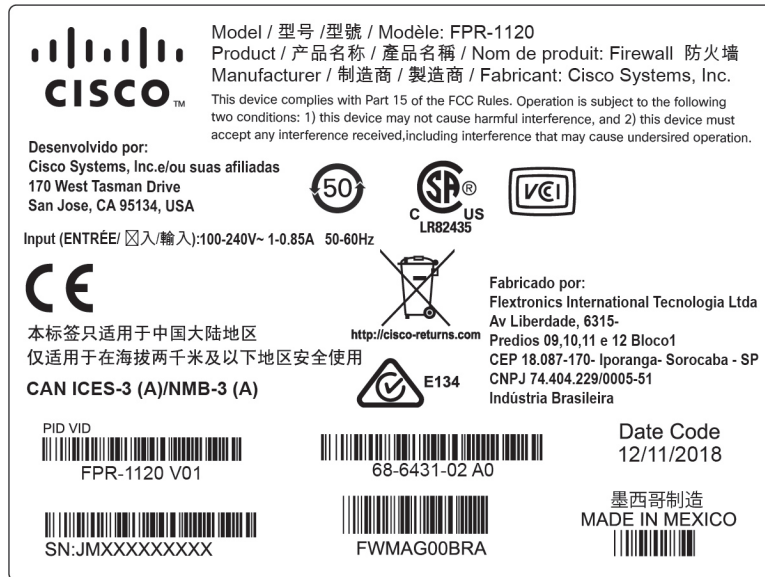 CISCO™
Model / 型号 /型號 / Modèle: FPR-1120
Product / 产品名称 / 產品名稱 / Nom de produit: Firewall 防火墙
Manufacturer / 制造商 / 製造商 / Fabricant: Cisco Systems, Inc.
This device complies with Part 15 of the FCC Rules. Operation is subject to the following
two conditions: 1) this device may not cause harmful interference, and 2) this device must
accept any interference received,including interference that may cause undersired operation.
Desenvolvido por:
Cisco Systems, Inc.e/ou suas afiliadas
170 West Tasman Drive
San Jose, CA 95134, USA
50
SA®
C US
LR82435
VCI
Input (ENTRÉE/ ☒入/輸入):100-240V~ 1-0.85A 50-60Hz
CE
本标签只适用于中国大陆地区
仅适用于在海拔两千米及以下地区安全使用
CAN ICES-3 (A)/NMB-3 (A)
http://cisco-returns.com
E134
Fabricado por:
Flextronics International Tecnologia Ltda
Av Liberdade, 6315-
Predios 09,10,11 e 12 Bloco1
CEP 18.087-170- Iporanga- Sorocaba - SP
CNPJ 74.404.229/0005-51
Indústria Brasileira
PID VID
FPR-1120 V01
68-6431-02 A0
Date Code
12/11/2018
SN:JMXXXXXXXXX
FWMAG00BRA
墨西哥制造
MADE IN MEXICO